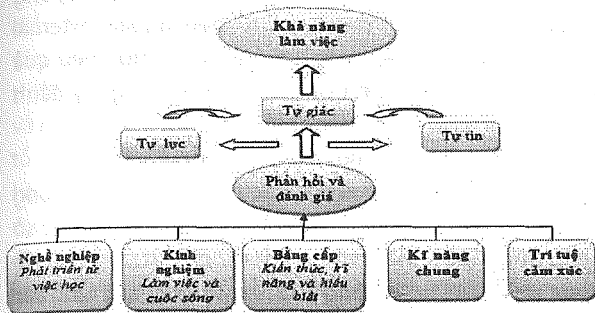 Khả năng
làm việc
Tự giác
Tự lực
Tự tin
Phản hồi và
đánh giá
Nghề nghiệp
Phát triển từ
việc học
Kinh
nghiệm
Làm việc và
cuộc sống
Bằng cấp
Kiến thức, kĩ
năng và hiểu
biết
Kĩ năng
chung
Trí tuệ
cảm xúc